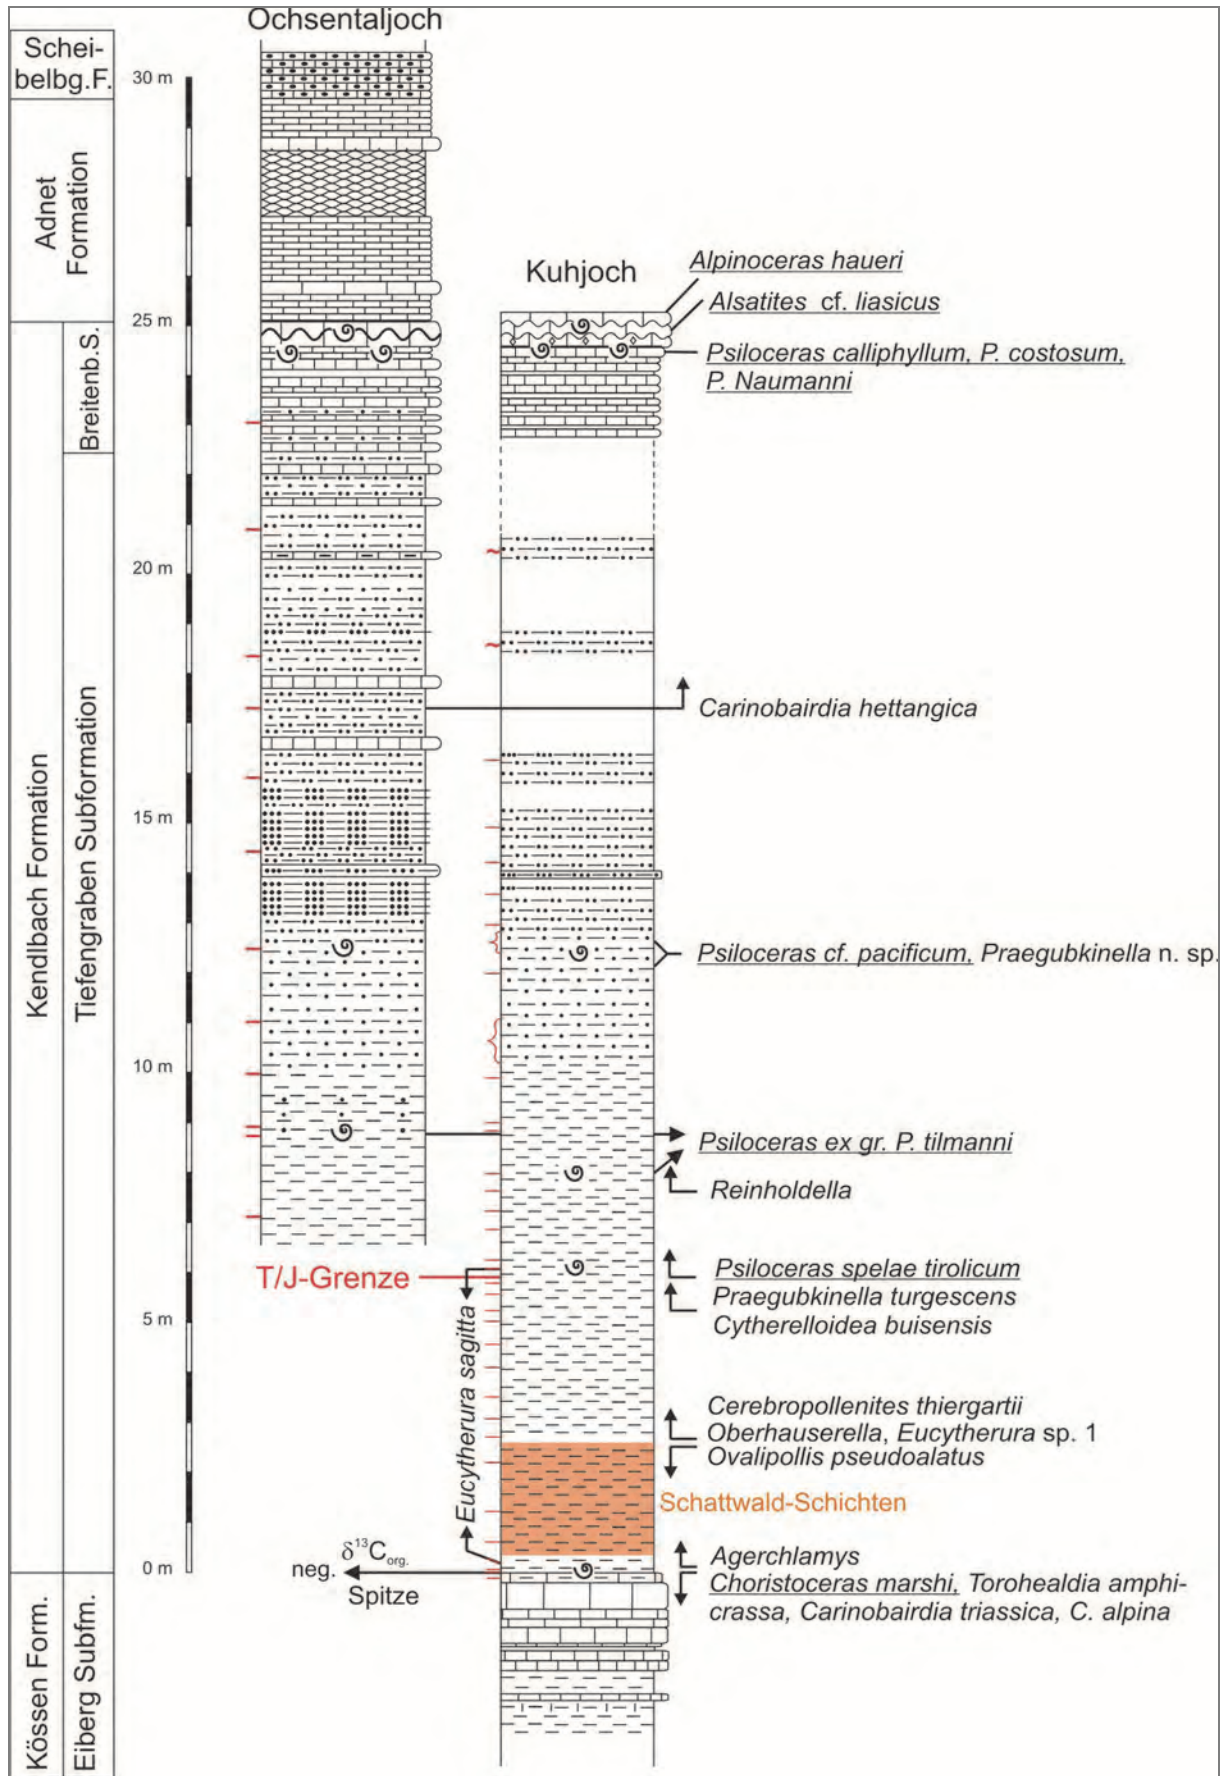 Ochsentaljoch
Schei-
belbg.F.
Adnet
Formation
Kendlbach Formation
Breitenb.S.
Tiefengraben Subformation
Kössen Form.
Eiberg Subfm.
30 m
25 m
20 m
15 m
10 m
5 m
0 m
Kuhjoch
Alpinoceras haueri
Alsatites cf. liasicus
Psiloceras calliphyllum, P. costosum,
P. Naumanni
Carinobairdia hettangica
Psiloceras cf. pacificum, Praegubkinella n. sp.
Psiloceras ex gr. P. tilmanni
Reinholdella
T/J-Grenze
Psiloceras spelae tirolicum
Praegubkinella turgescens
Cytherelloidea buisensis
Eucytherura sagitta
Cerebropollenites thiergartii
Oberhauserella, Eucytherura sp. 1
Ovalipollis pseudoalatus
Schattwald-Schichten
δ13Corg.
neg.
Spitze
Agerchlamys
Choristoceras marshi, Torohealdia amphi-
crassa, Carinobairdia triassica, C. alpina